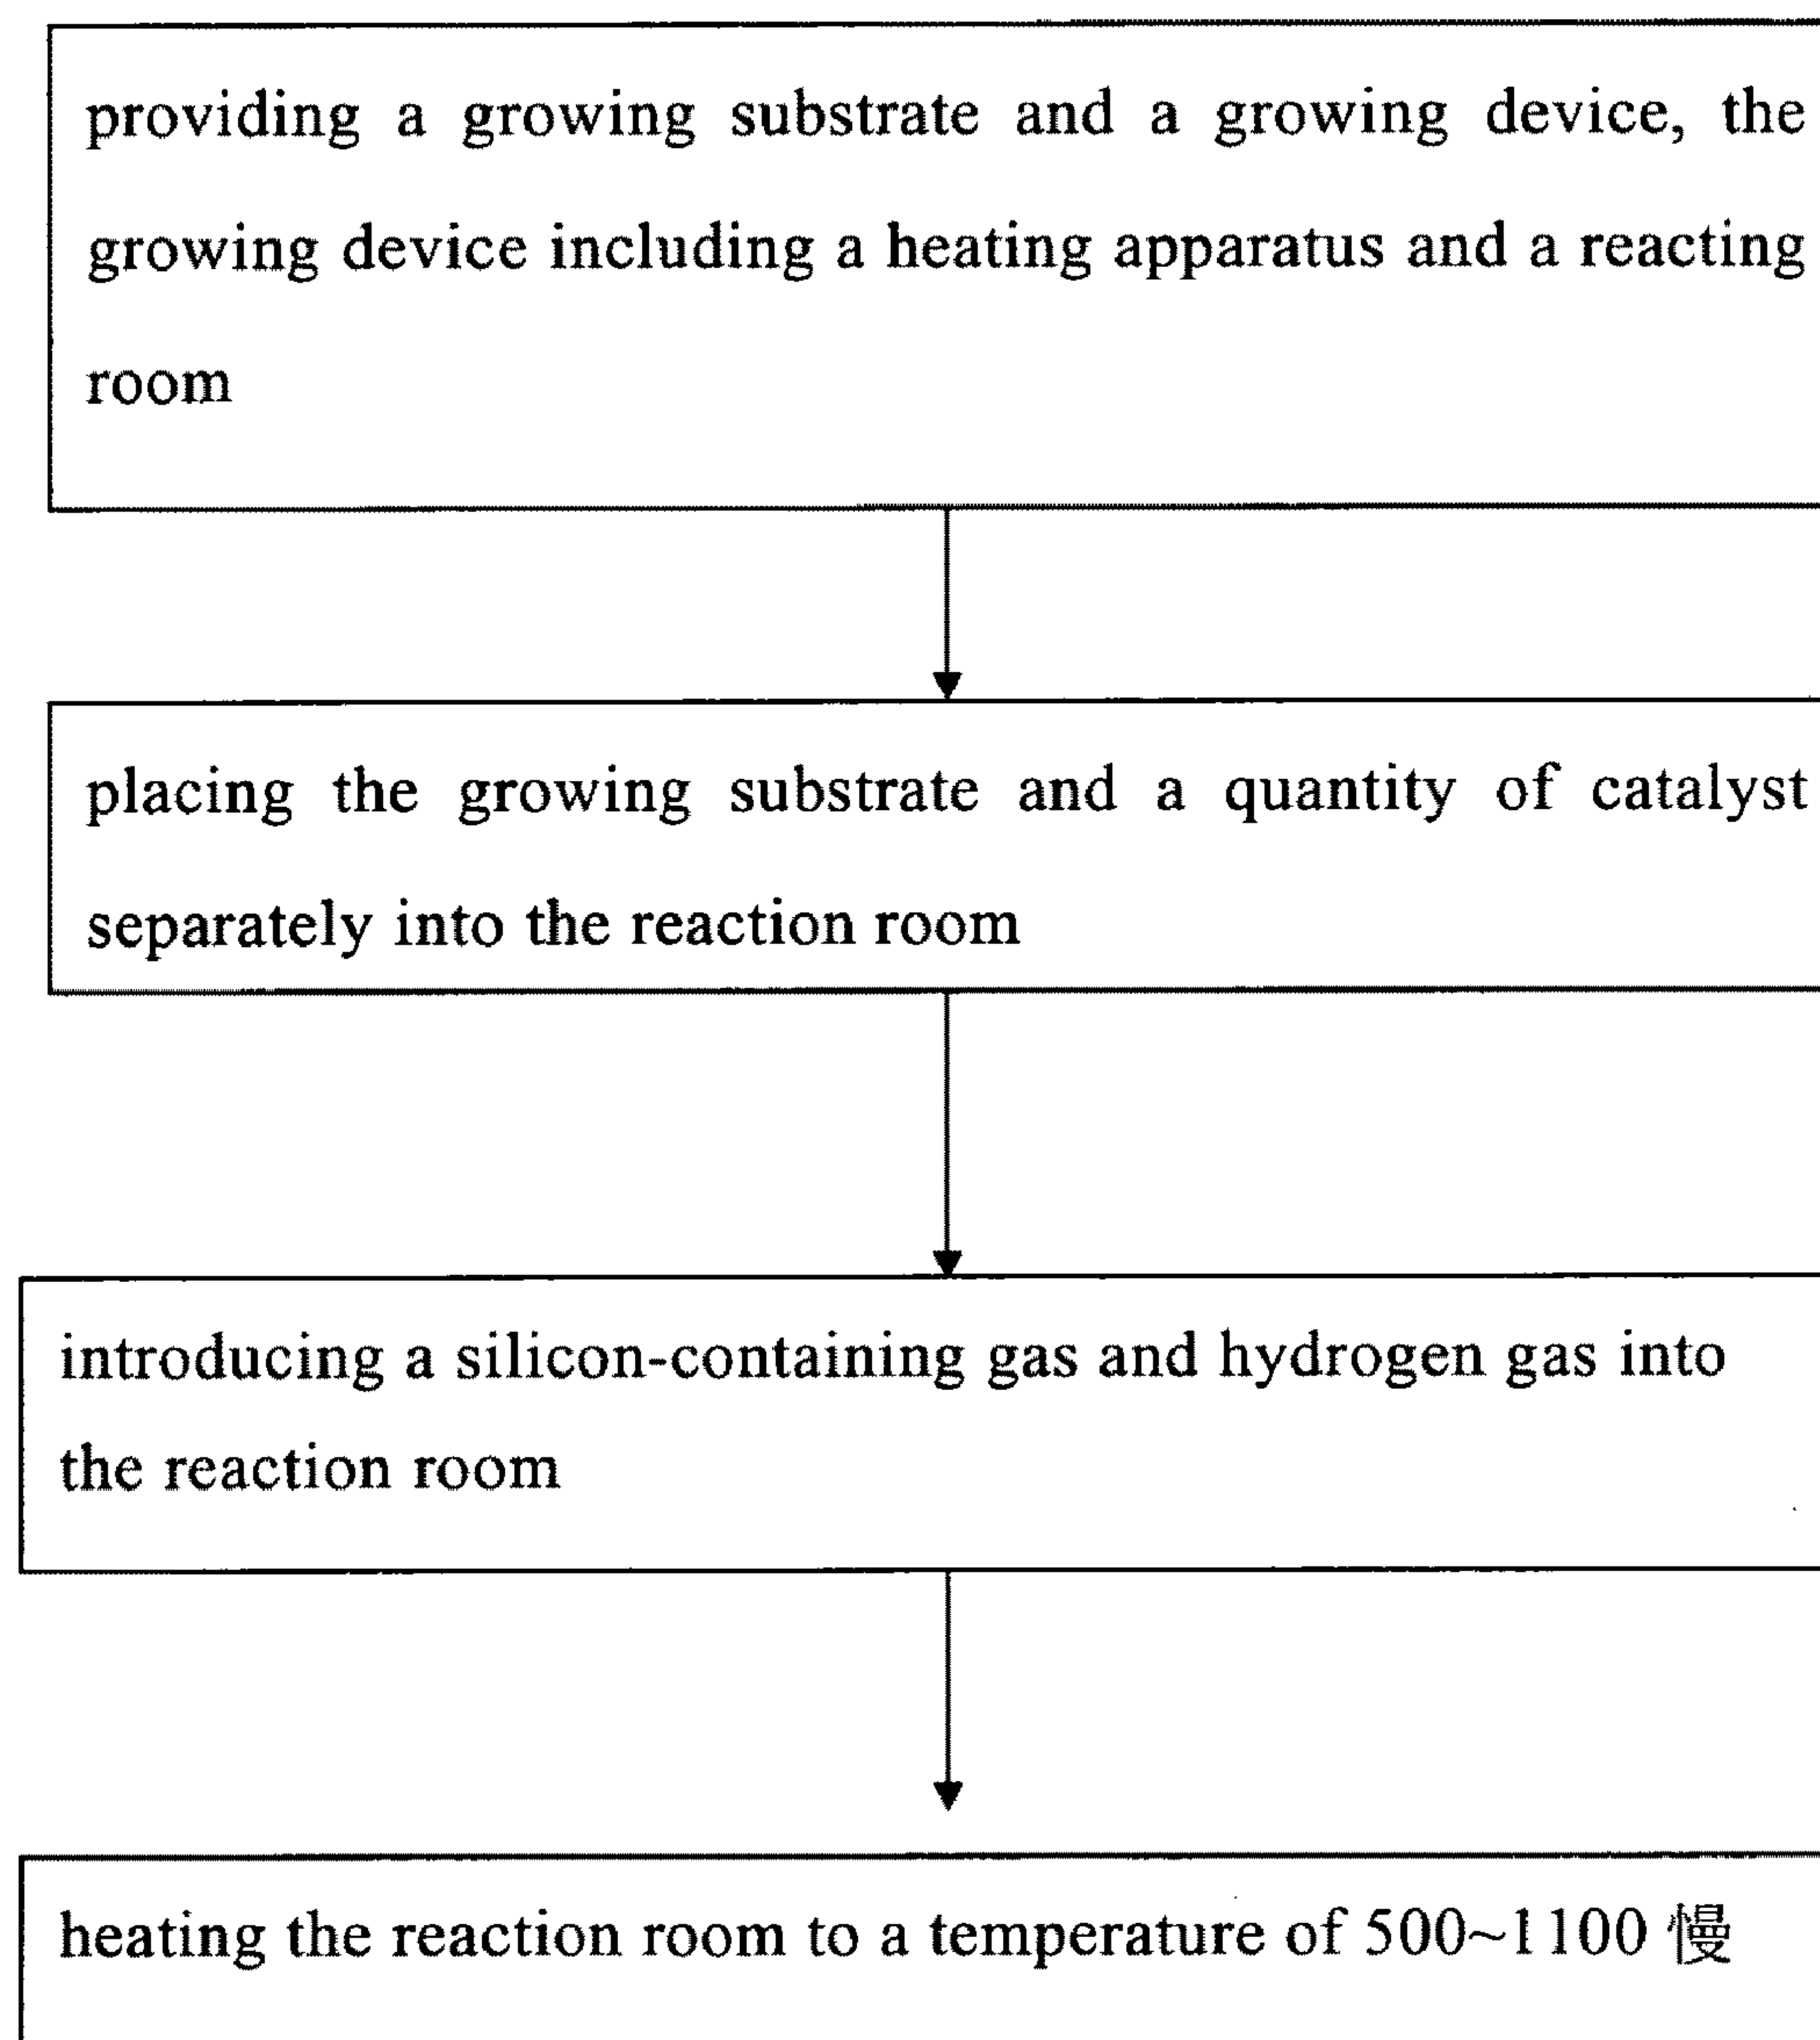 providing a growing substrate and a growing device, the
growing device including a heating apparatus and a reacting
room
placing the growing substrate and a quantity of catalyst
separately into the reaction room
introducing a silicon-containing gas and hydrogen gas into
the reaction room
heating the reaction room to a temperature of 500~1100 慢